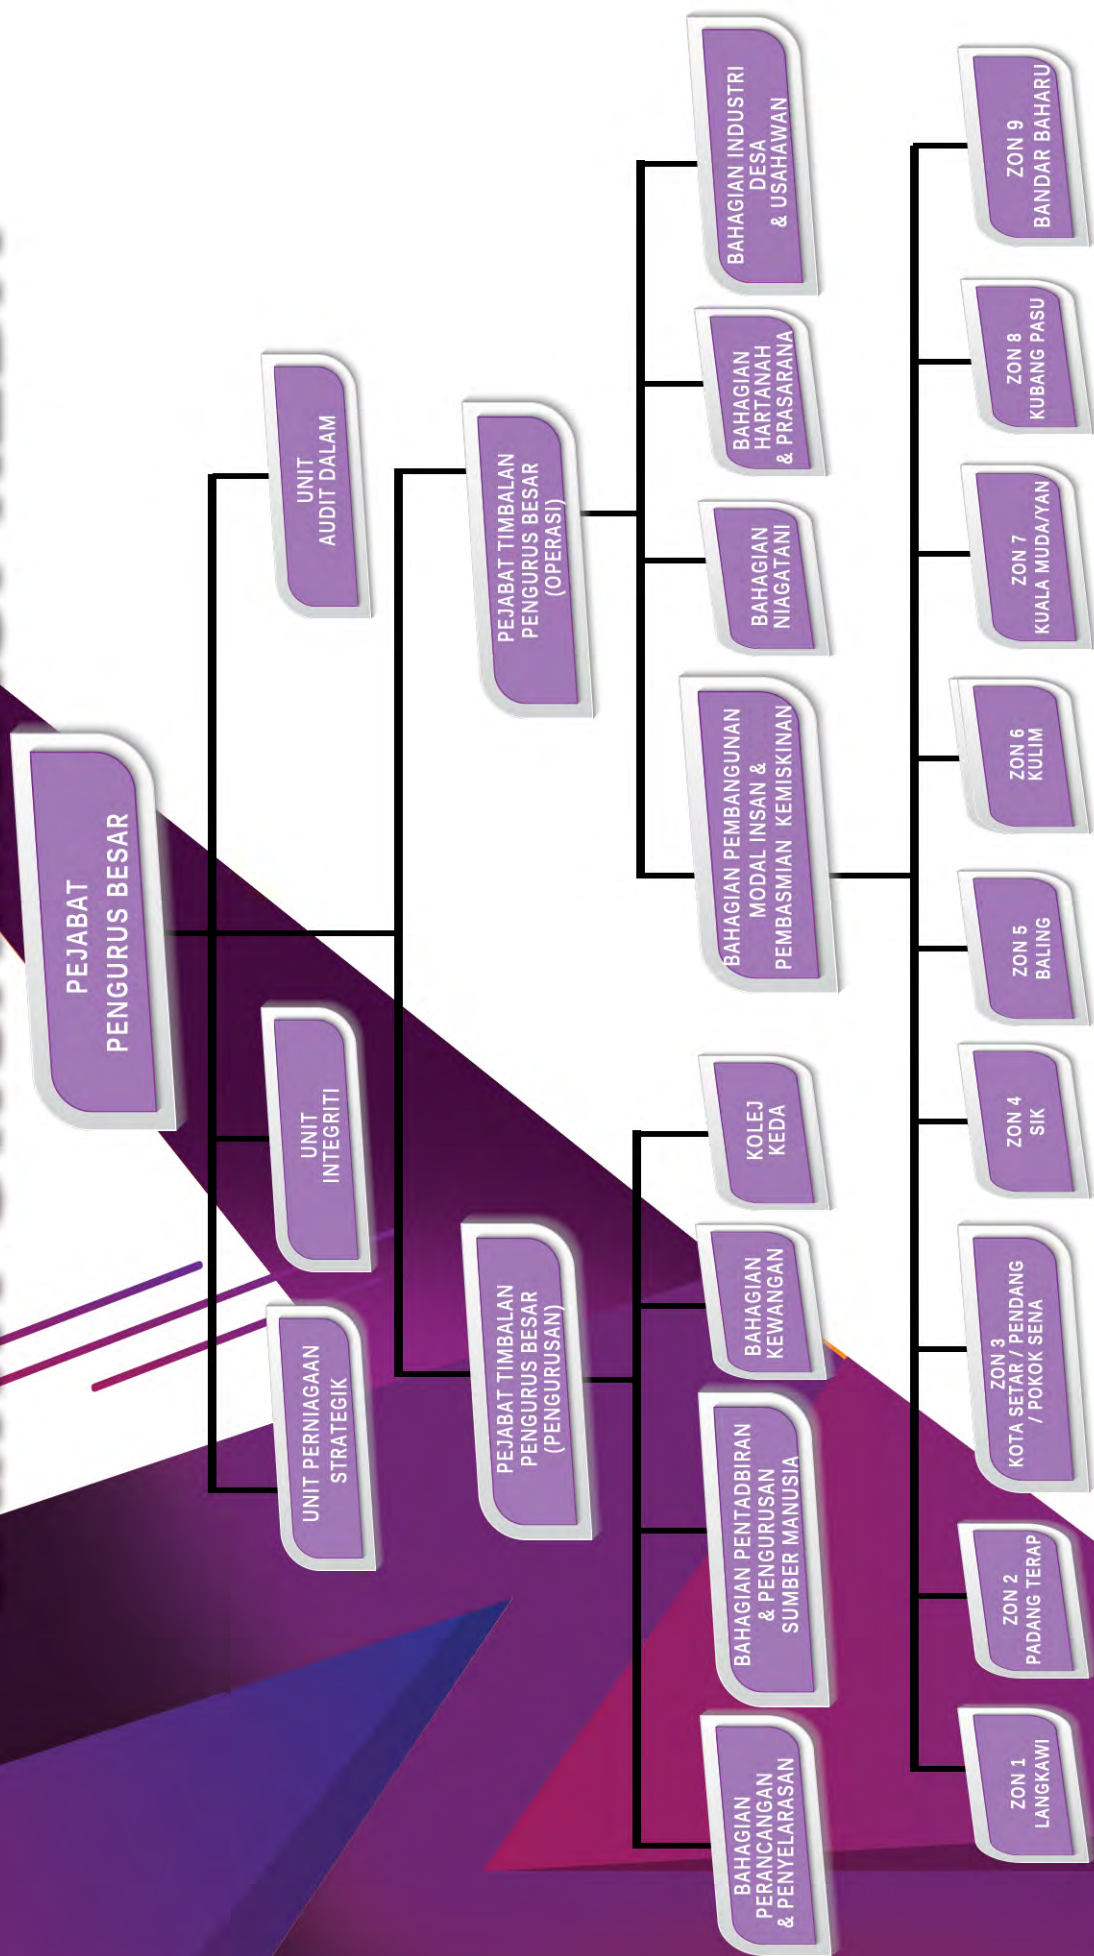 PEJABAT
PENGURUS BESAR
UNIT PERNIAGAAN
STRATEGIK
UNIT
INTEGRITI
UNIT
AUDIT DALAM
PEJABAT TIMBALAN
PENGURUS BESAR
(PENGURUSAN)
PEJABAT TIMBALAN
PENGURUS BESAR
(OPERASI)
BAHAGIAN
PERANCANGAN
& PENYELARASAN
BAHAGIAN PENTADBIRAN
& PENGURUSAN
SUMBER MANUSIA
BAHAGIAN
KEWANGAN
KOLEJ
KEDA
BAHAGIAN PEMBANGUNAN
MODAL INSAN &
PEMBASMIAN KEMISKINAN
BAHAGIAN
NIAGATANI
BAHAGIAN
HARTANAH
& PRASARANA
BAHAGIAN INDUSTRI
DESA
& USAHAWAN
ZON 1
LANGKAWI
ZON 2
PADANG TERAP
ZON 3
KOTA SETAR / PENDANG
/ POKOK SENA
ZON 4
SIK
ZON 5
BALING
ZON 6
KULIM
ZON 7
KUALA MUDA/YAN
ZON 8
KUBANG PASU
ZON 9
BANDAR BAHARU